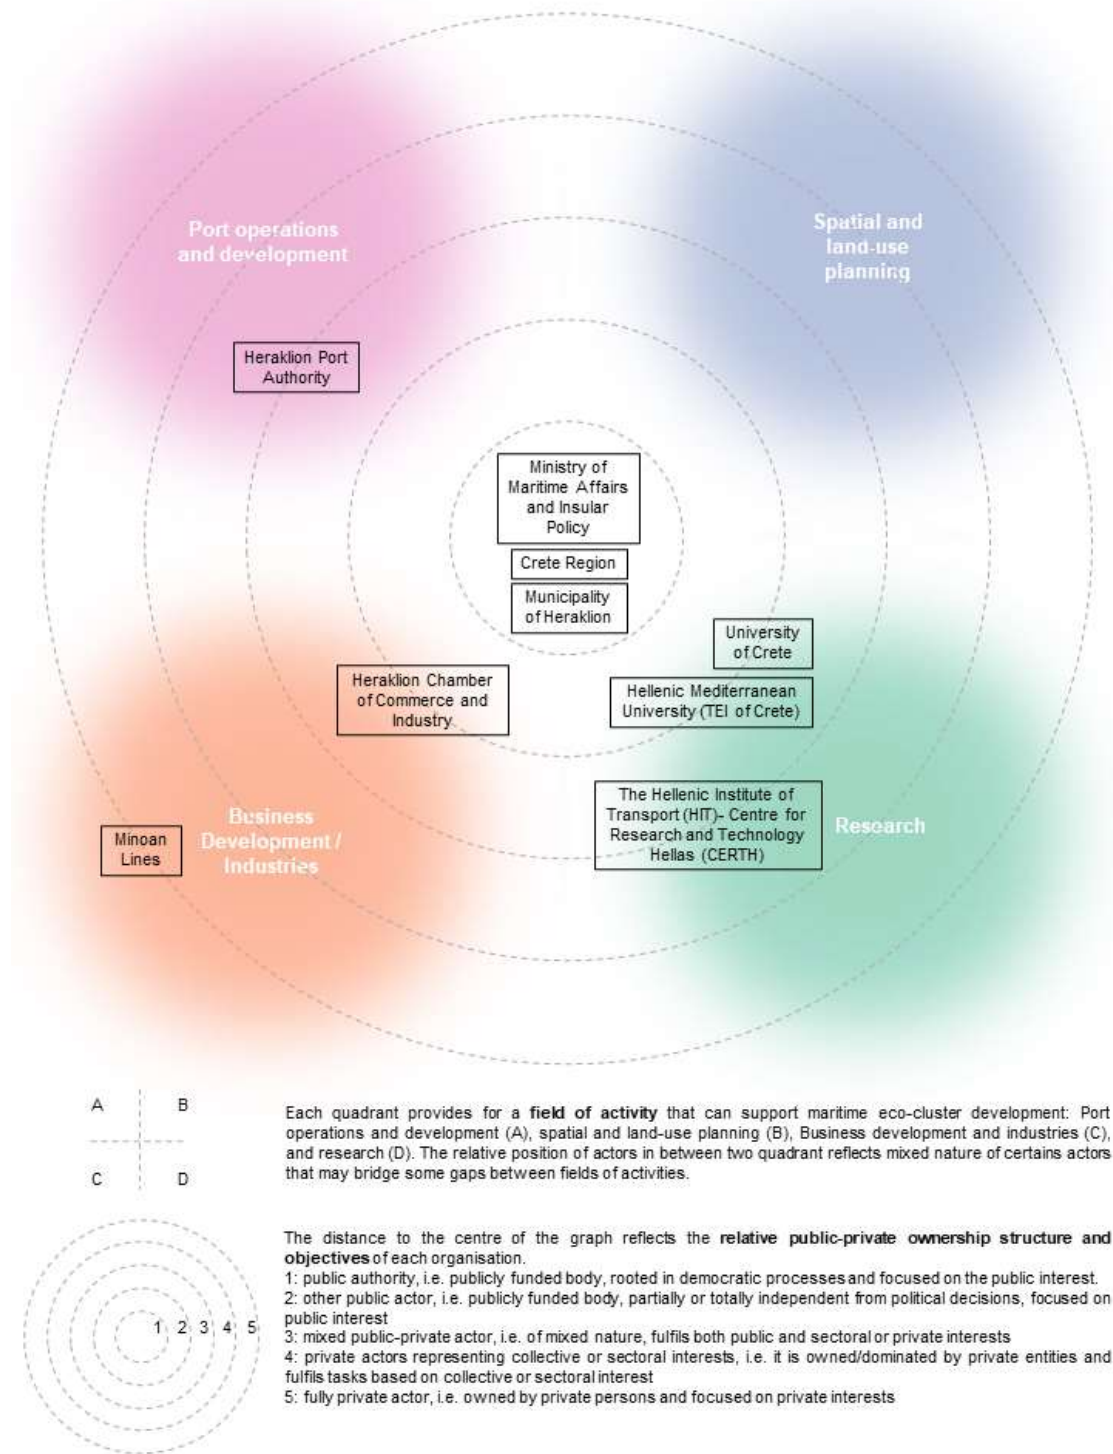 Port operations
and development
Spatial and
land-use
planning
Heraklion Port
Authority
Ministry of
Maritime Affairs
and Insular
Policy
Crete Region
Municipality
of Heraklion
University
of Crete
Heraklion Chamber
of Commerce and
Industry
Hellenic Mediterranean
University (TEI of Crete)
The Hellenic Institute of
Transport (HIT)- Centre for
Research and Technology
Hellas (CERTH)
Research
Business
Development /
Industries
Minoan
Lines
A B
C D
Each quadrant provides for a field of activity that can support maritime eco-cluster development: Port
operations and development (A), spatial and land-use planning (B), Business development and industries (C),
and research (D). The relative position of actors in between two quadrant reflects mixed nature of certains actors
that may bridge some gaps between fields of activities.
1 2 3 4 5
The distance to the centre of the graph reflects the relative public-private ownership structure and
objectives of each organisation.
1: public authority, i.e. publicly funded body, rooted in democratic processes and focused on the public interest.
2: other public actor, i.e. publicly funded body, partially or totally independent from political decisions, focused on
public interest
3: mixed public-private actor, i.e. of mixed nature, fulfils both public and sectoral or private interests
4: private actors representing collective or sectoral interests, i.e. it is owned/dominated by private entities and
fulfils tasks based on collective or sectoral interest
5: fully private actor, i.e. owned by private persons and focused on private interests